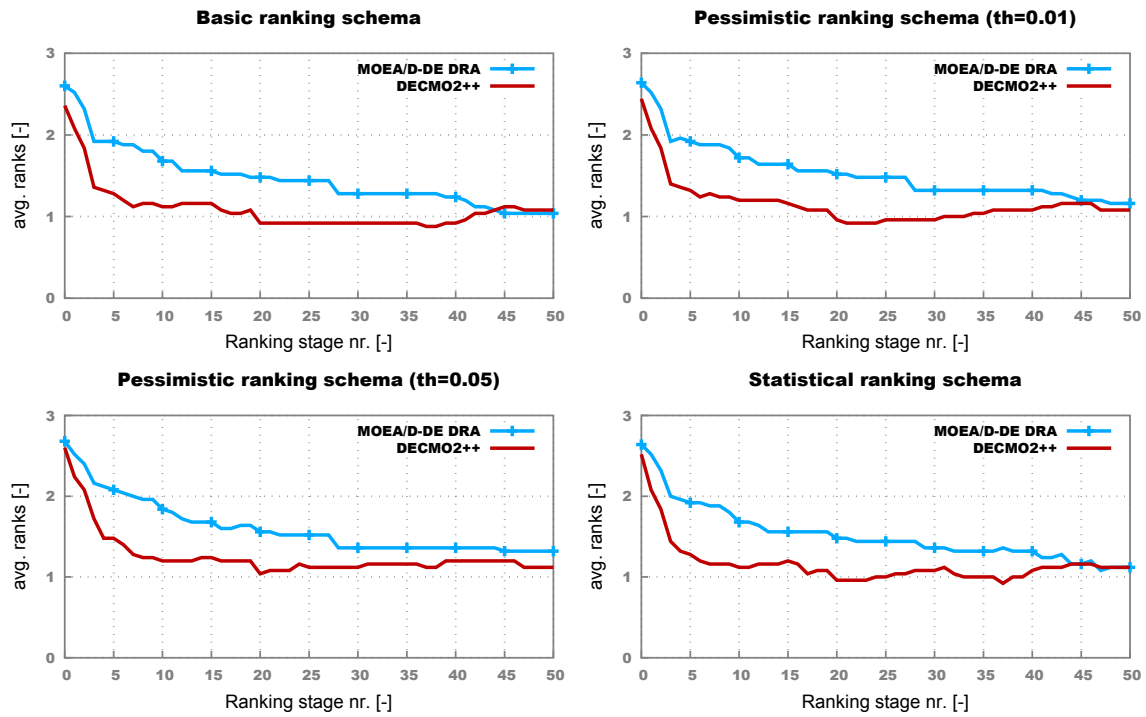 Basic ranking schema
3
2
1
0
avg. ranks [-]
MOEA/D-DE DRA
DECMO2++
0 5 10 15 20 25 30 35 40 45 50
Ranking stage nr. [-]
Pessimistic ranking schema (th=0.01)
3
2
1
0
avg. ranks [-]
MOEA/D-DE DRA
DECMO2++
0 5 10 15 20 25 30 35 40 45 50
Ranking stage nr. [-]
Pessimistic ranking schema (th=0.05)
3
2
1
0
avg. ranks [-]
MOEA/D-DE DRA
DECMO2++
0 5 10 15 20 25 30 35 40 45 50
Ranking stage nr. [-]
Statistical ranking schema
3
2
1
0
avg. ranks [-]
MOEA/D-DE DRA
DECMO2++
0 5 10 15 20 25 30 35 40 45 50
Ranking stage nr. [-]